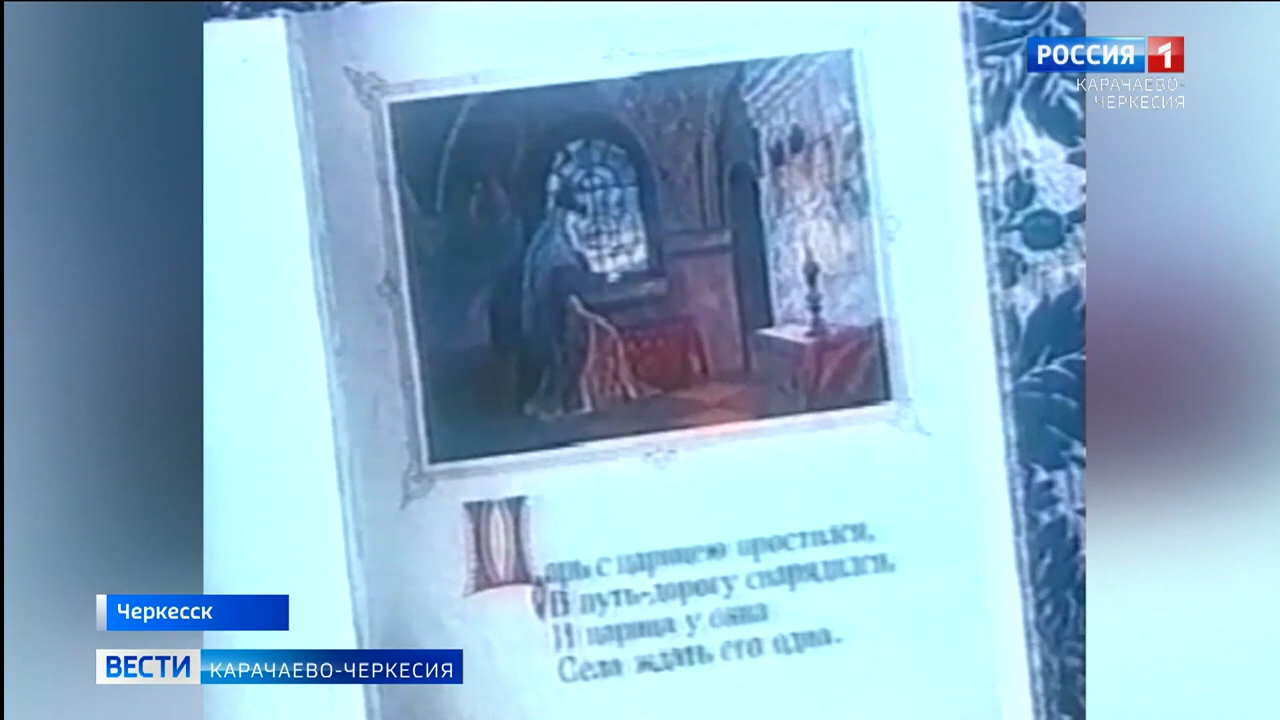 РОССИЯ 1
КАРАЧАЕВО-
ЧЕРКЕСИЯ
Царь с царицею простился,
В путь-дорогу снарядился,
И царица у окна
Села ждать его одна.
Черкесск
ВЕСТИ КАРАЧАЕВО-ЧЕРКЕСИЯ